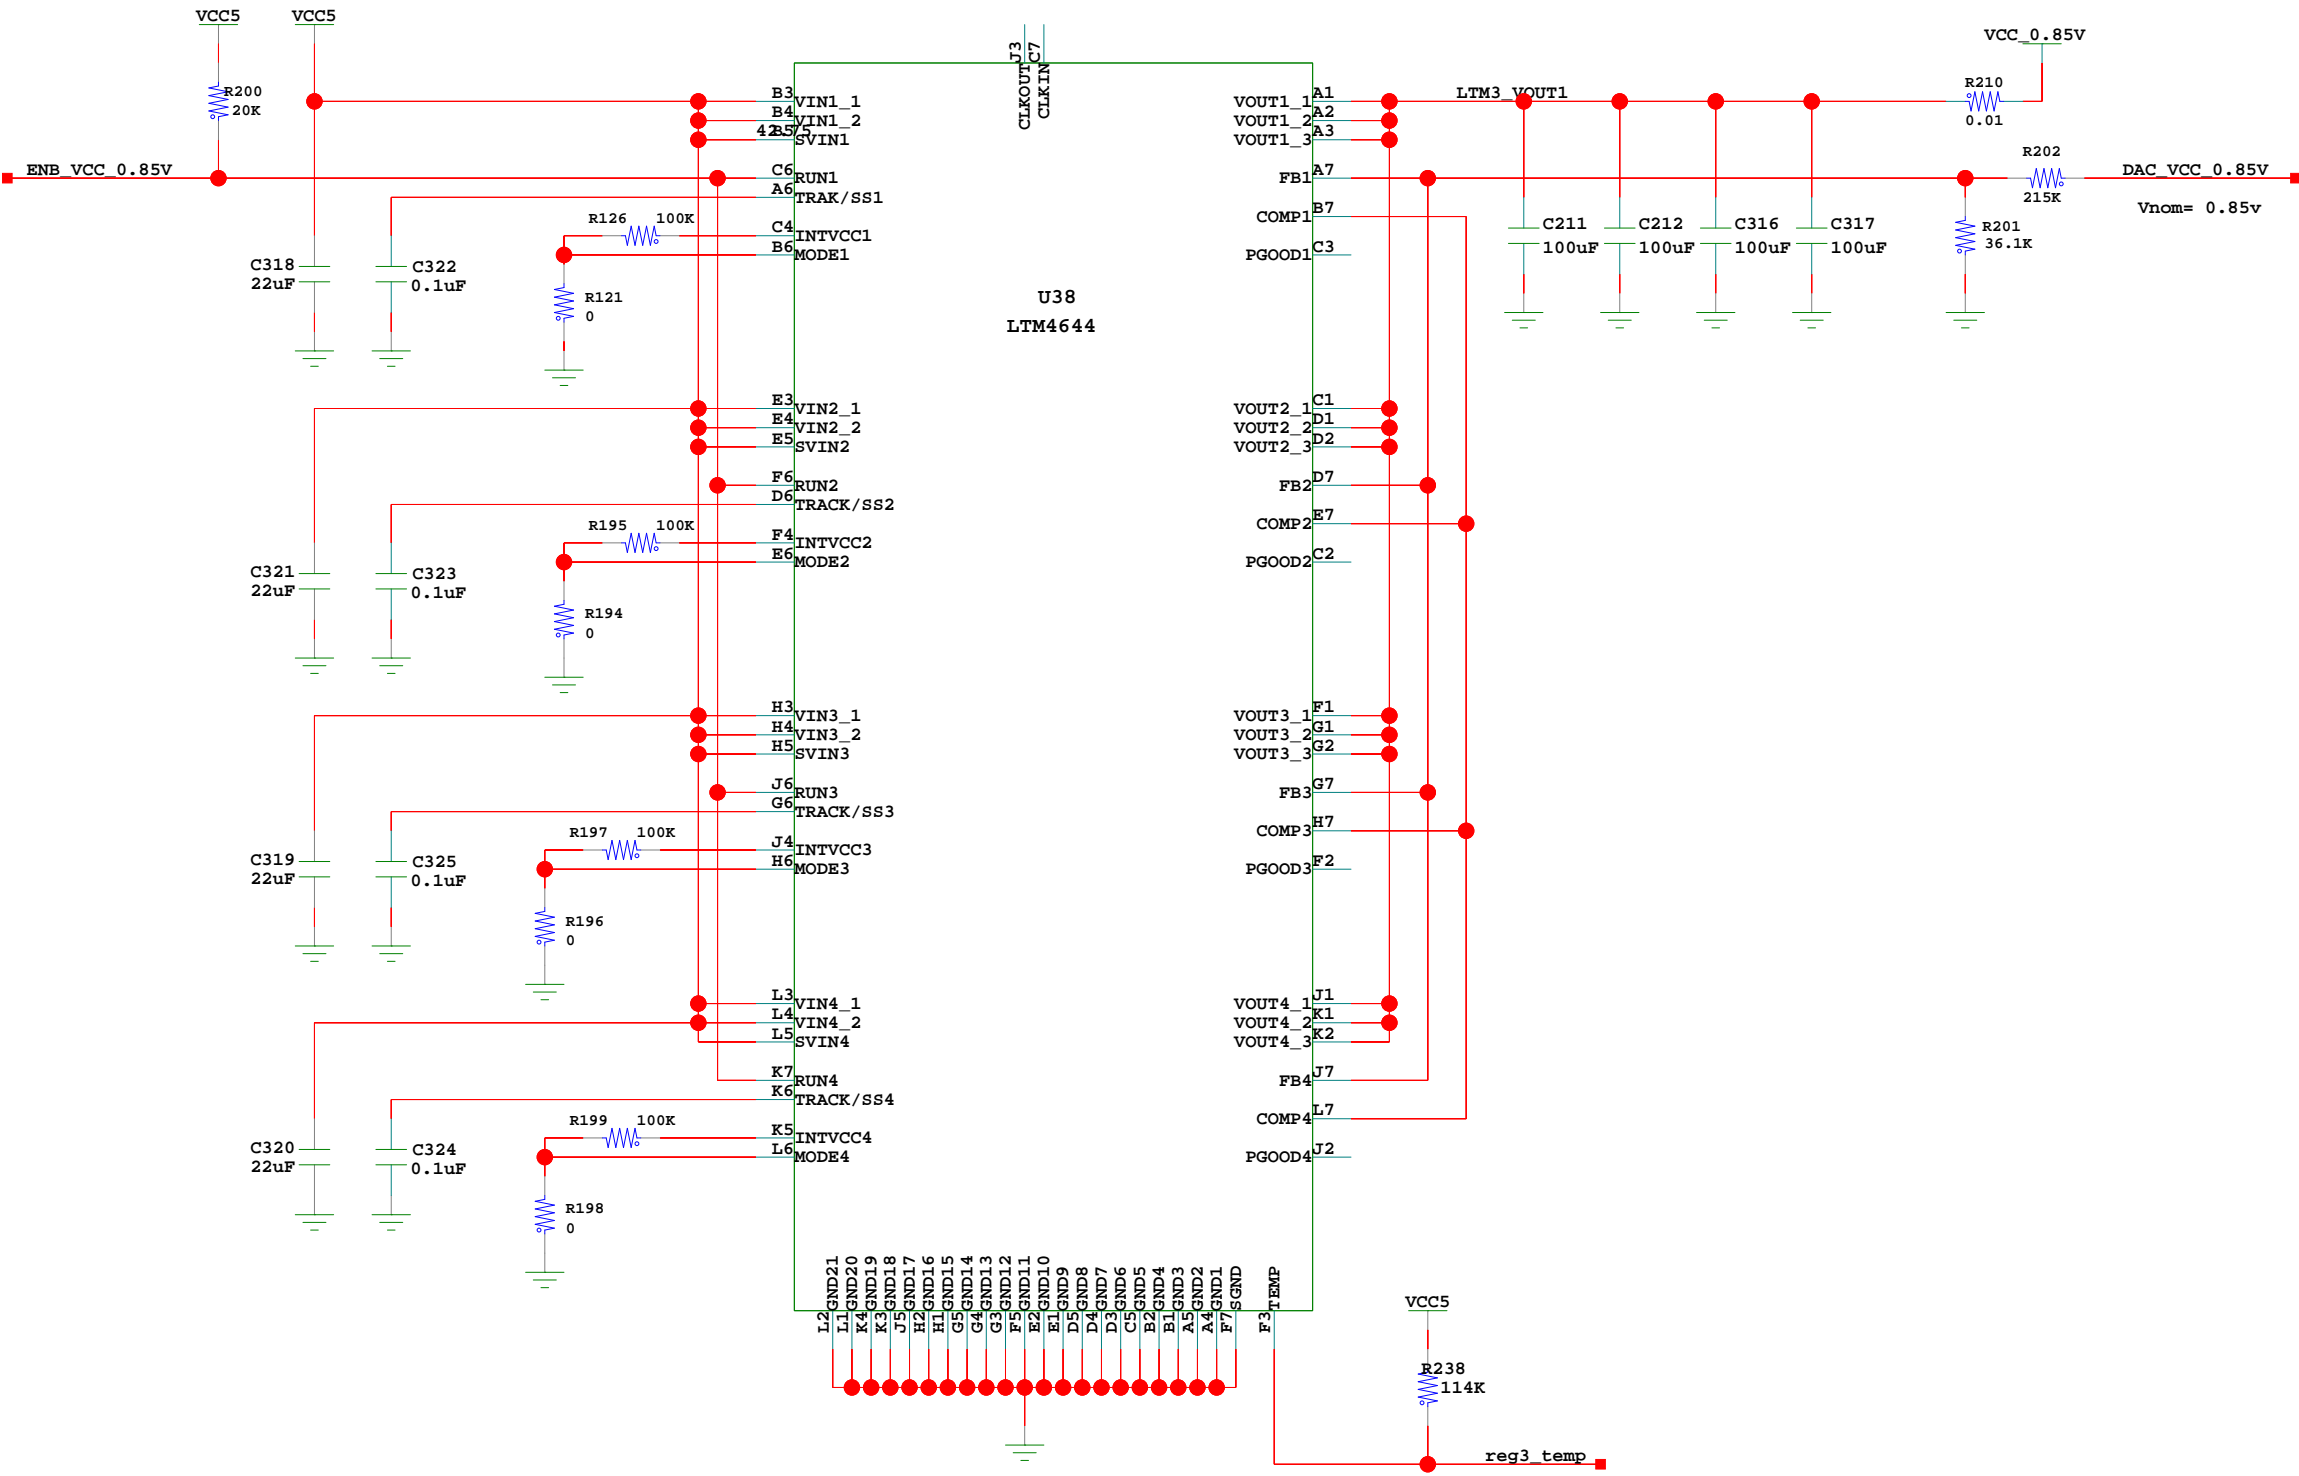 VCC5
VCC5
R200
20K
ENB_VCC_0.85V
C318
22uF
C322
0.1uF
R126
100K
R121
0
C321
22uF
C323
0.1uF
R195
100K
R194
0
C319
22uF
C325
0.1uF
R197
100K
R196
0
C320
22uF
C324
0.1uF
R199
100K
R198
0
J3
CLKOUT
C7
CLKIN
U38
LTM4644
B3 VIN1_1
B4 VIN1_2
SVIN1
C6 RUN1
A6 TRAK/SS1
C4 INTVCC1
B6 MODE1
E3 VIN2_1
E4 VIN2_2
E5 SVIN2
F6 RUN2
D6 TRACK/SS2
F4 INTVCC2
E6 MODE2
H3 VIN3_1
H4 VIN3_2
H5 SVIN3
J6 RUN3
G6 TRACK/SS3
J4 INTVCC3
H6 MODE3
L3 VIN4_1
L4 VIN4_2
L5 SVIN4
K7 RUN4
K6 TRACK/SS4
K5 INTVCC4
L6 MODE4
VOUT1_1 A1
VOUT1_2 A2
VOUT1_3 A3
FB1 A7
COMP1 B7
PGOOD1 C3
VOUT2_1 C1
VOUT2_2 D1
VOUT2_3 D2
FB2 D7
COMP2 E7
PGOOD2 C2
VOUT3_1 F1
VOUT3_2 G1
VOUT3_3 G2
FB3 G7
COMP3 H7
PGOOD3 F2
VOUT4_1 J1
VOUT4_2 K1
VOUT4_3 K2
FB4 J7
COMP4 L7
PGOOD4 J2
LTM3_VOUT1
VCC_0.85V
R210
0.01
R202
215K
DAC_VCC_0.85V
Vnom= 0.85v
R201
36.1K
C211
100uF
C212
100uF
C316
100uF
C317
100uF
L2 GND21
L1 GND20
K4 GND19
K3 GND18
J5 GND17
H2 GND16
H1 GND15
G5 GND14
G4 GND13
G3 GND12
F5 GND11
E2 GND10
E1 GND9
D5 GND8
D4 GND7
D3 GND6
C5 GND5
B2 GND4
B1 GND3
A5 GND2
A4 GND1
F7 SGND
F3 TEMP
VCC5
R238
114K
reg3_temp